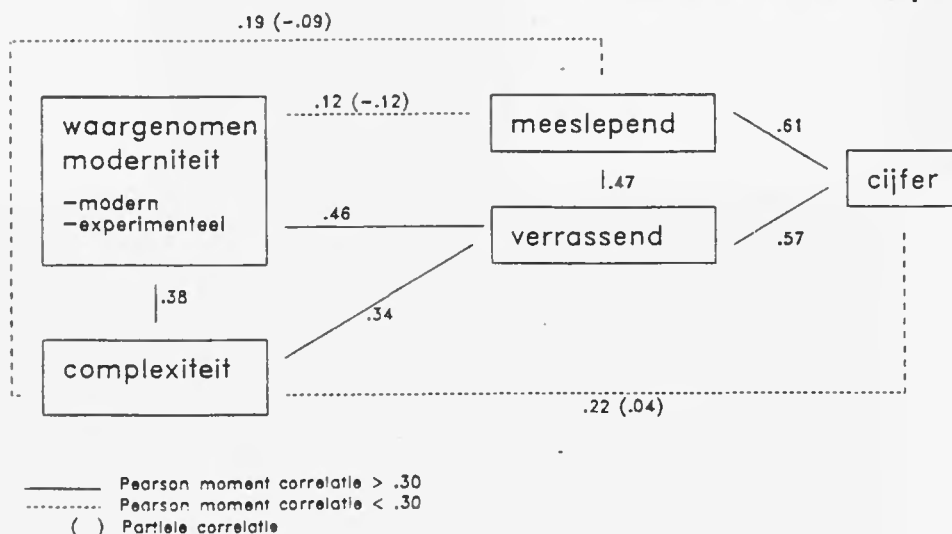 .19 (-.09)
waargenomen
moderniteit
-modern
-experimenteel
.12 (-.12)
meeslepend
.61
cijfer
.47
.46
verrassend
.57
.38
.34
complexiteit
.22 (.04)
Pearson moment correlatie > .30
Pearson moment correlatie < .30
( ) Partiele correlatie